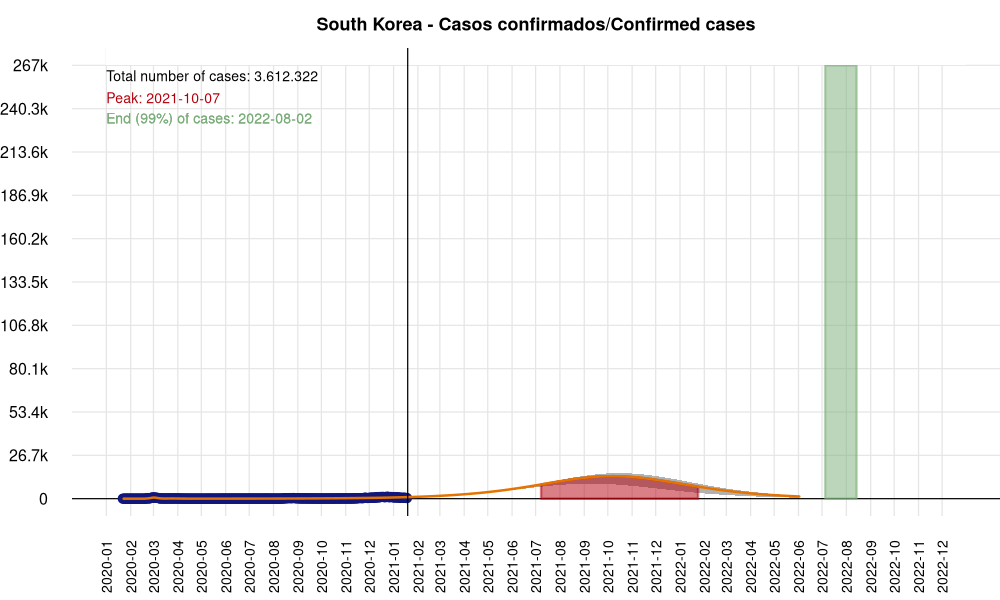 South Korea - Casos confirmados/Confirmed cases
267k
240.3k
213.6k
186.9k
160.2k
133.5k
106.8k
80.1k
53.4k
26.7k
0
Total number of cases: 3.612.322
Peak: 2021-10-07
End (99%) of cases: 2022-08-02
2020-01
2020-02
2020-03
2020-04
2020-05
2020-06
2020-07
2020-08
2020-09
2020-10
2020-11
2020-12
2021-01
2021-02
2021-03
2021-04
2021-05
2021-06
2021-07
2021-08
2021-09
2021-10
2021-11
2021-12
2022-01
2022-02
2022-03
2022-04
2022-05
2022-06
2022-07
2022-08
2022-09
2022-10
2022-11
2022-12